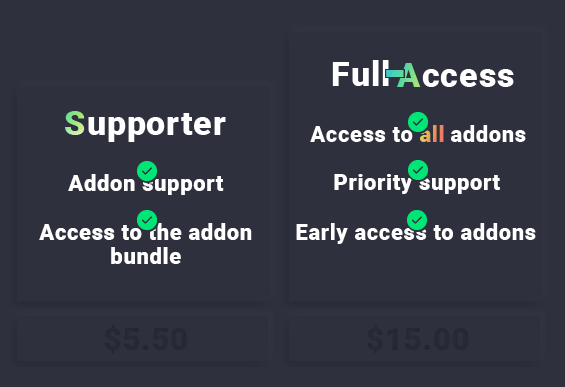 Supporter
Addon support
Access to the addon
bundle
$5.50
Full-Access
Access to all addons
Priority support
Early access to addons
$15.00